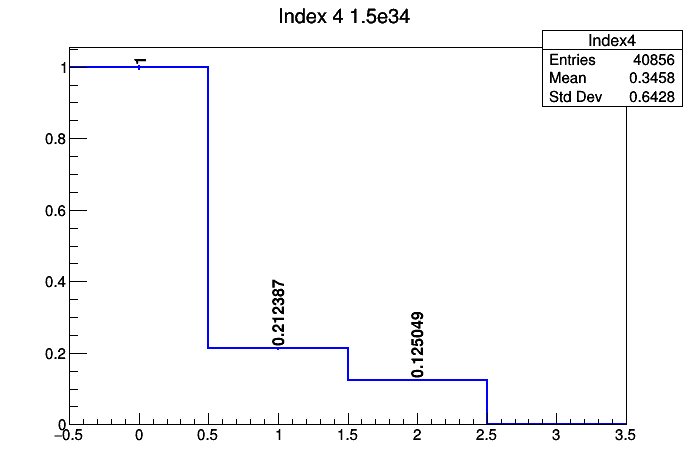 Index 4 1.5e34
Index4
Entries 40856
Mean 0.3458
Std Dev 0.6428
1
0.8
0.6
0.4
0.2
0
1
0.212387
0.125049
−0.5 0 0.5 1 1.5 2 2.5 3 3.5